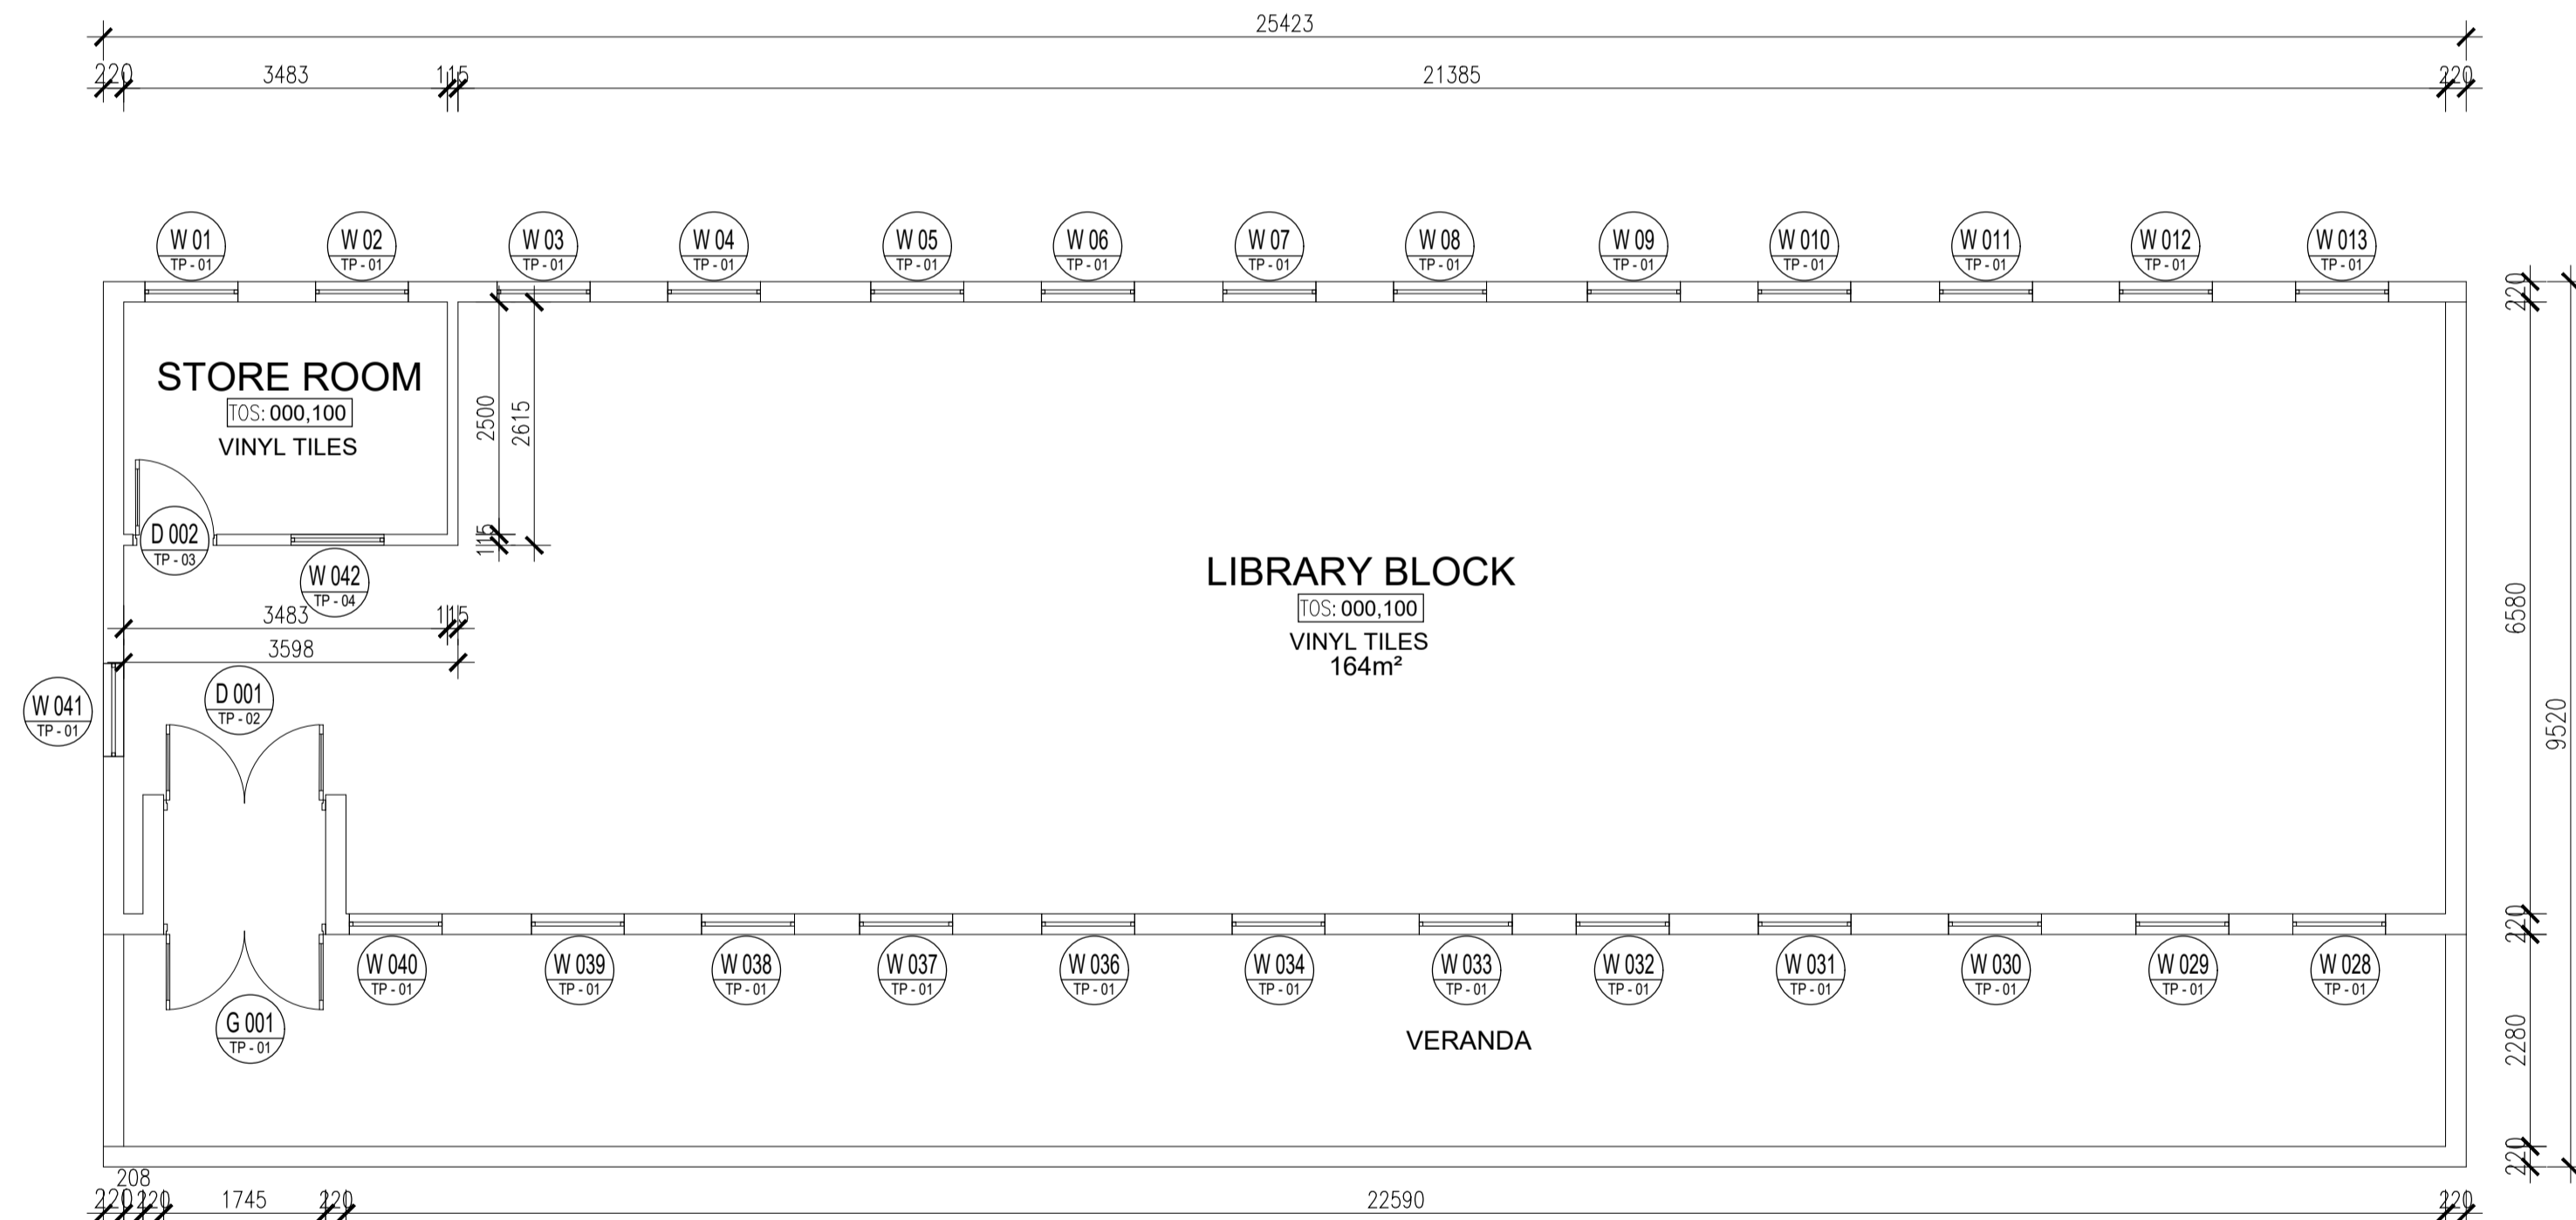 25423
220 3483 115 21385 220
W 01 W 02 W 03 W 04 W 05 W 06 W 07 W 08 W 09 W 010 W 011 W 012 W 013
TP - 01 TP - 01 TP - 01 TP - 01 TP - 01 TP - 01 TP - 01 TP - 01 TP - 01 TP - 01 TP - 01 TP - 01 TP - 01
220
STORE ROOM
TOS: 000,100
VINYL TILES
2500
2615
115
D 002
TP - 03
W 042
TP - 04
3483 115
3598
LIBRARY BLOCK
TOS: 000,100
VINYL TILES
164m²
6580
9520
W 041
TP - 01
D 001
TP - 02
220
W 040 W 039 W 038 W 037 W 036 W 034 W 033 W 032 W 031 W 030 W 029 W 028
TP - 01 TP - 01 TP - 01 TP - 01 TP - 01 TP - 01 TP - 01 TP - 01 TP - 01 TP - 01 TP - 01 TP - 01
G 001
TP - 01
VERANDA
2280
220
208
220 220 1745 220 22590 220